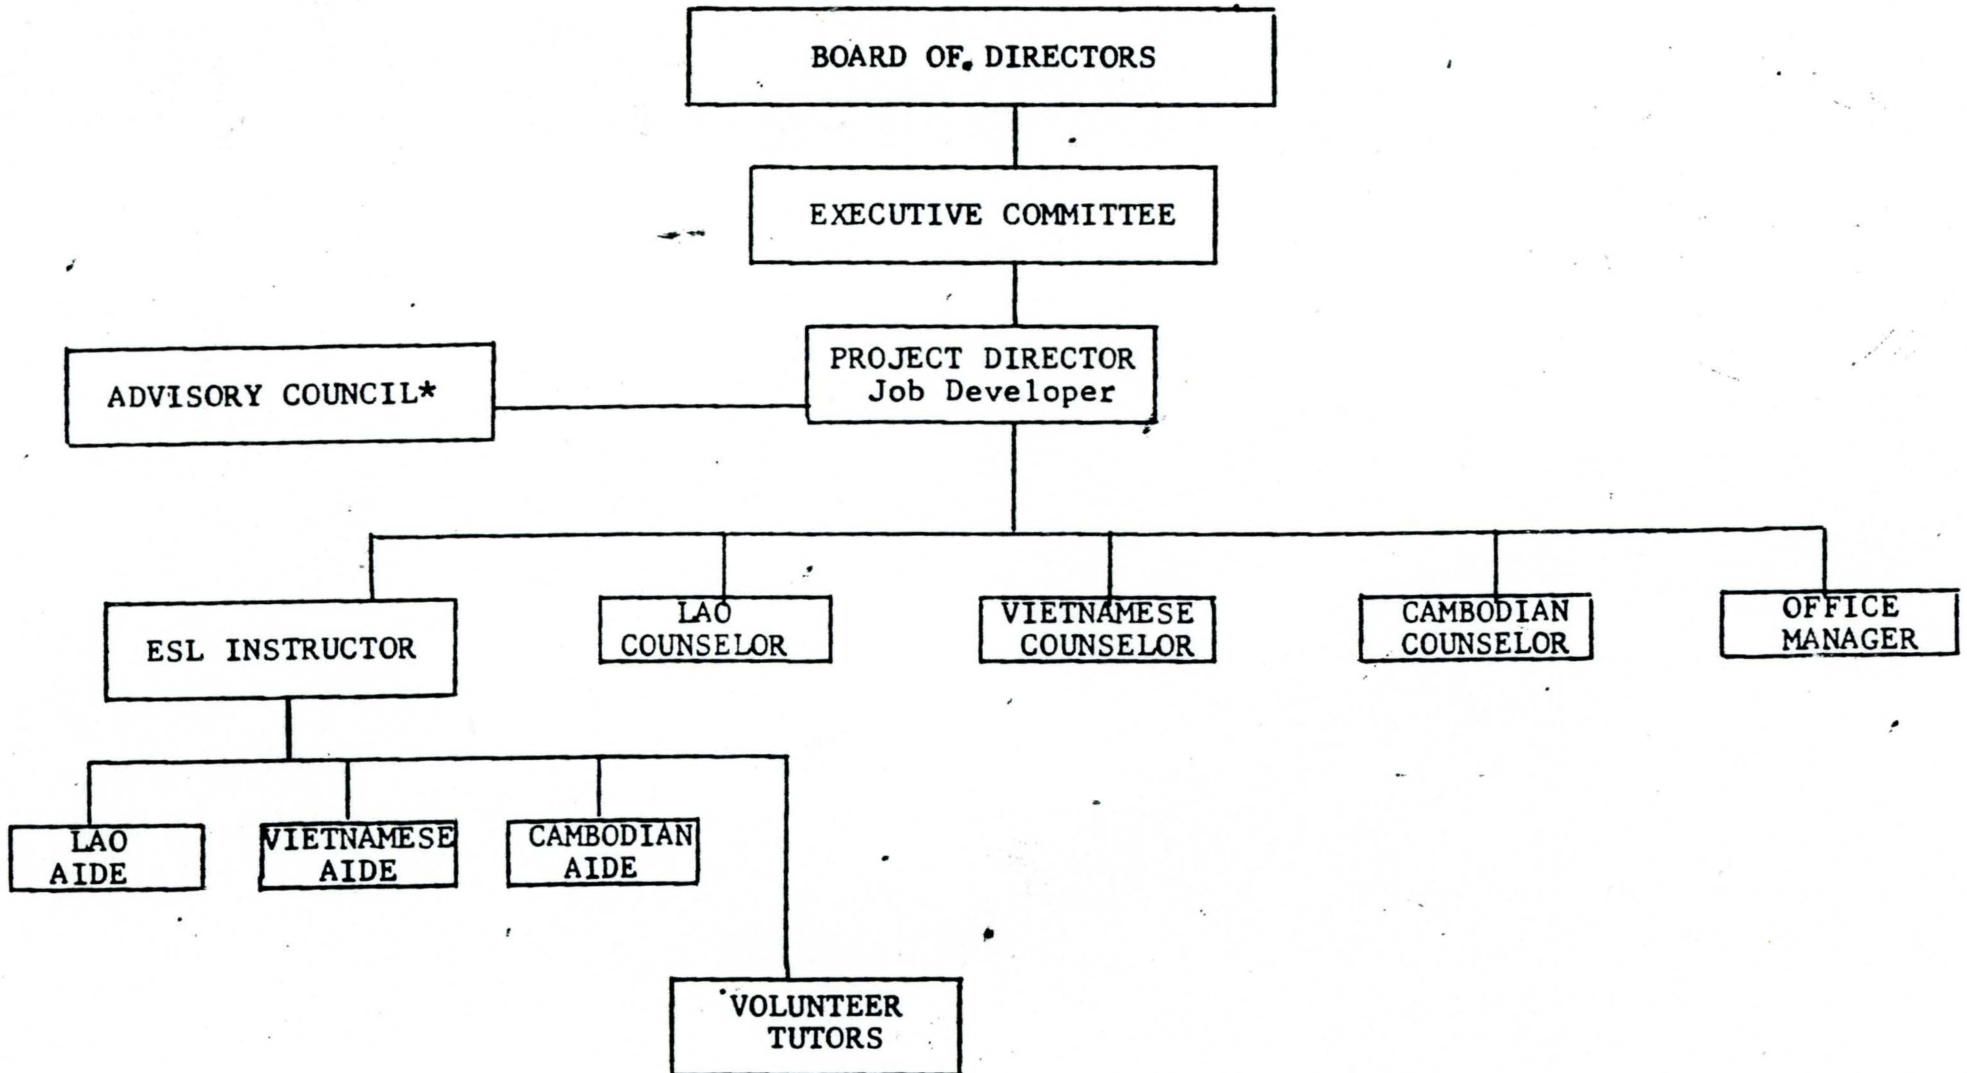 BOARD OF DIRECTORS
EXECUTIVE COMMITTEE
PROJECT DIRECTOR
Job Developer
ADVISORY COUNCIL*
ESL INSTRUCTOR
LAO
COUNSELOR
VIETNAMESE
COUNSELOR
CAMBODIAN
COUNSELOR
OFFICE
MANAGER
LAO
AIDE
VIETNAMESE
AIDE
CAMBODIAN
AIDE
VOLUNTEER
TUTORS